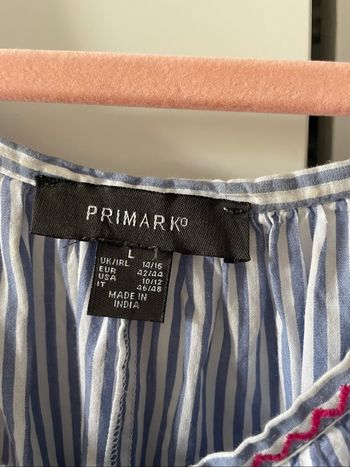 PRIMARK
L
UK/IRL 14/16
EUR 42/44
USA 10/12
IT 46/48
MADE IN
INDIA